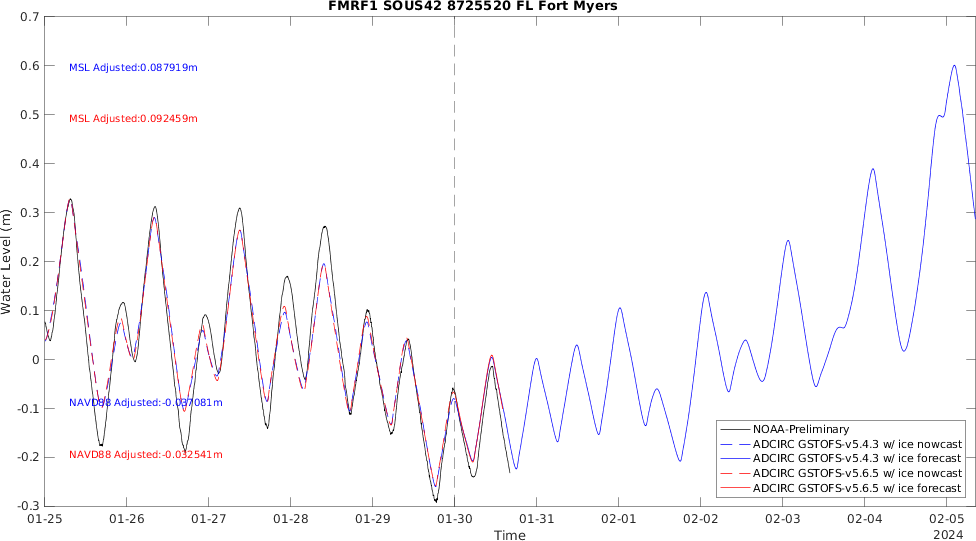 FMRF1 SOUS42 8725520 FL Fort Myers
0.7
0.6
0.5
0.4
0.3
0.2
0.1
0
-0.1
-0.2
-0.3
Water Level (m)
MSL Adjusted:0.087919m
MSL Adjusted:0.092459m
NAVD88 Adjusted:-0.037081m
NAVD88 Adjusted:-0.032541m
NOAA-Preliminary
ADCIRC GSTOFS-v5.4.3 w/ ice nowcast
ADCIRC GSTOFS-v5.4.3 w/ ice forecast
ADCIRC GSTOFS-v5.6.5 w/ ice nowcast
ADCIRC GSTOFS-v5.6.5 w/ ice forecast
01-25 01-26 01-27 01-28 01-29 01-30 01-31 02-01 02-02 02-03 02-04 02-05
2024
Time